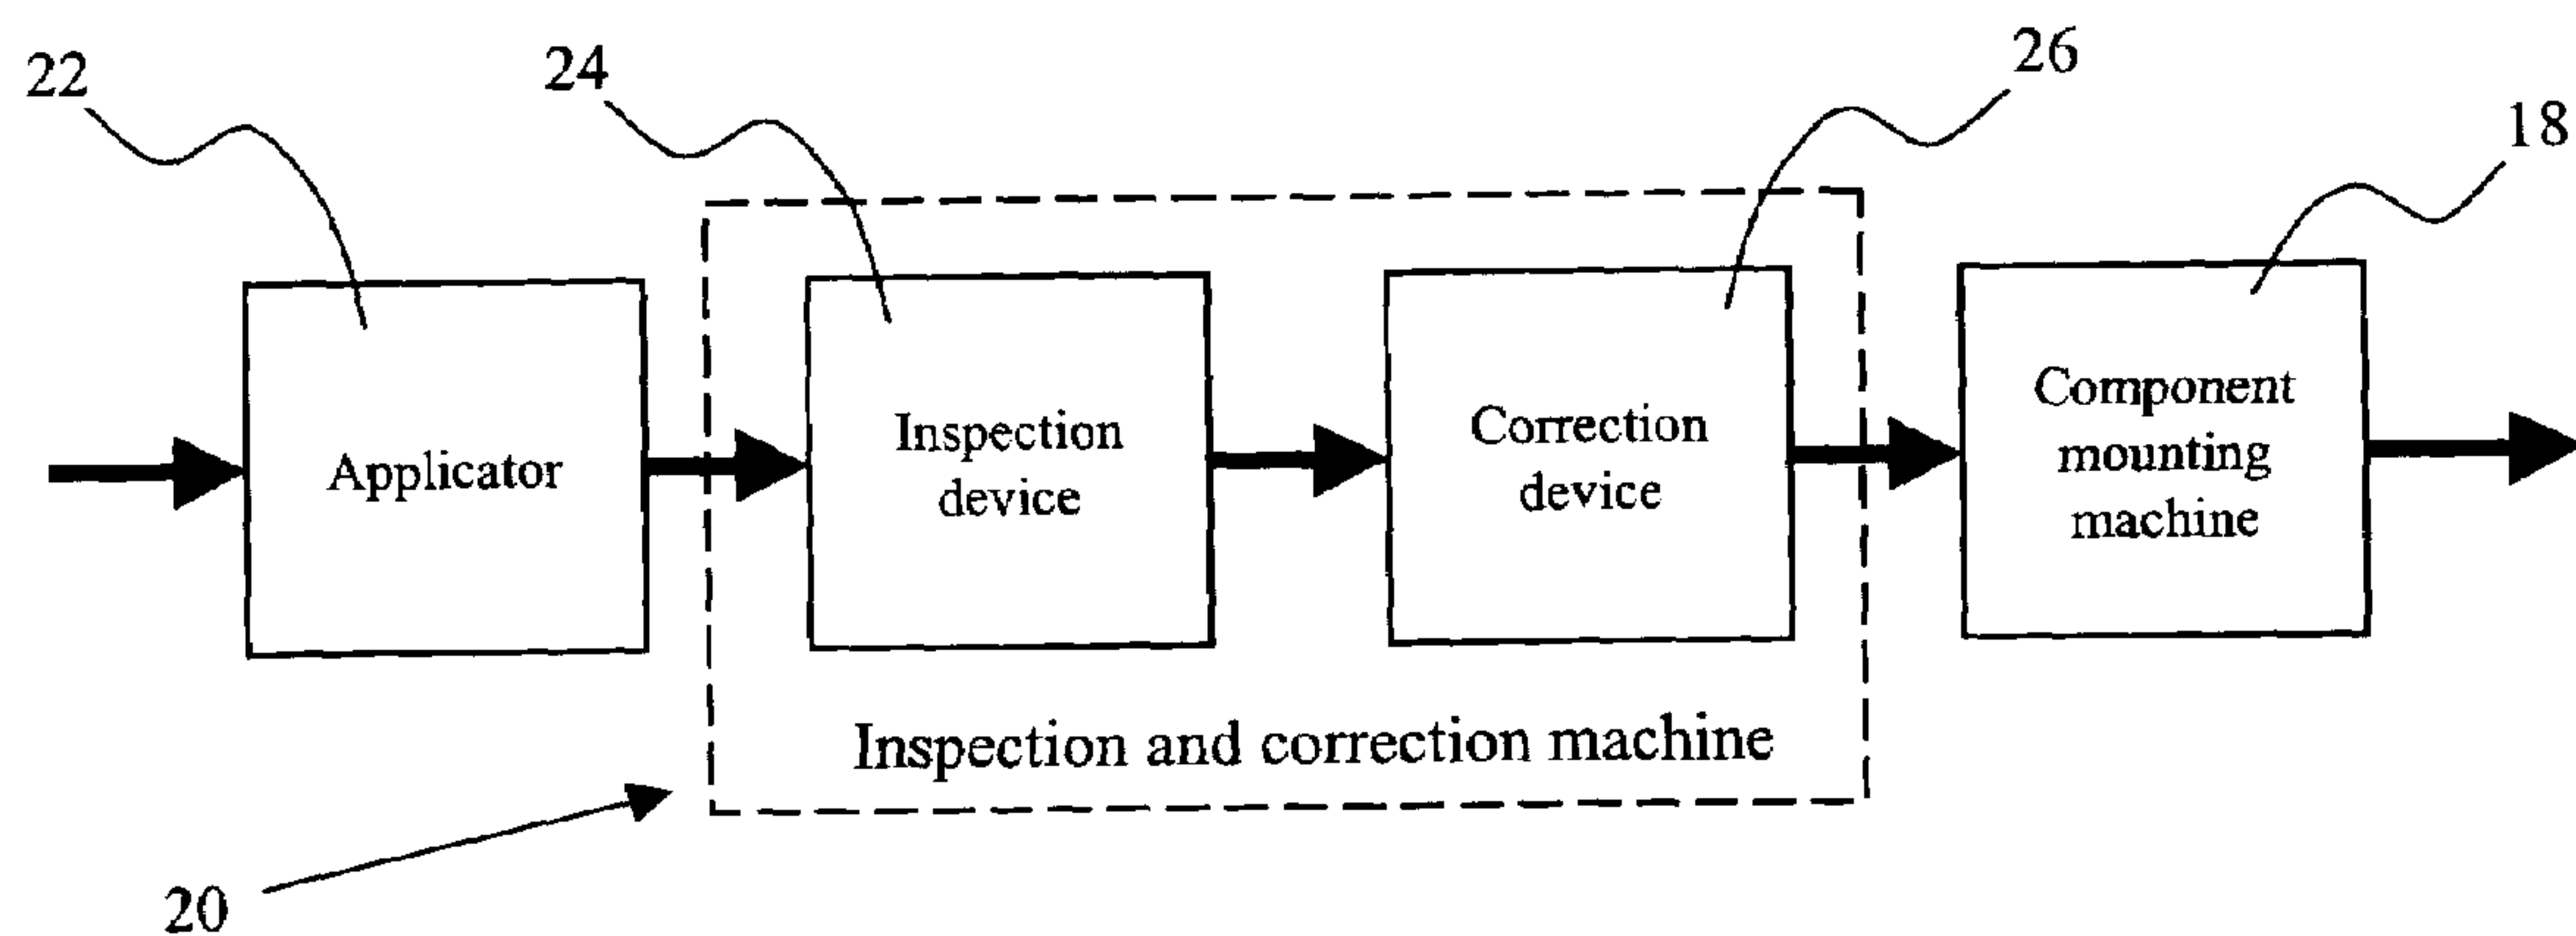 22
24
26
18
Applicator
Inspection
device
Correction
device
Component
mounting
machine
Inspection and correction machine
20